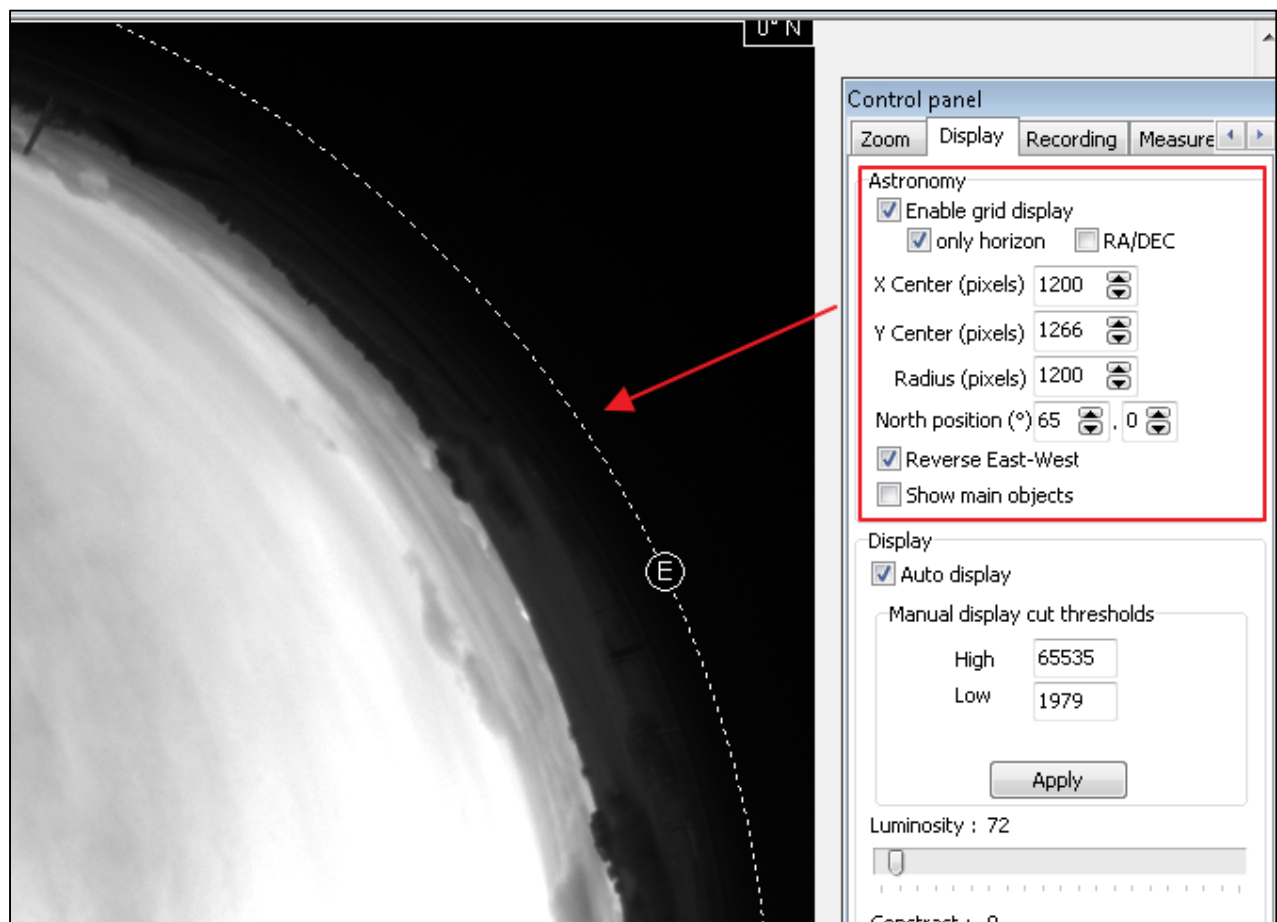 0° N
Control panel
Zoom Display Recording Measure
Astronomy
Enable grid display
only horizon RA/DEC
X Center (pixels) 1200
Y Center (pixels) 1266
Radius (pixels) 1200
North position (°) 65 . 0
Reverse East-West
Show main objects
E
Display
Auto display
Manual display cut thresholds
High 65535
Low 1979
Apply
Luminosity : 72
Constrast : 0